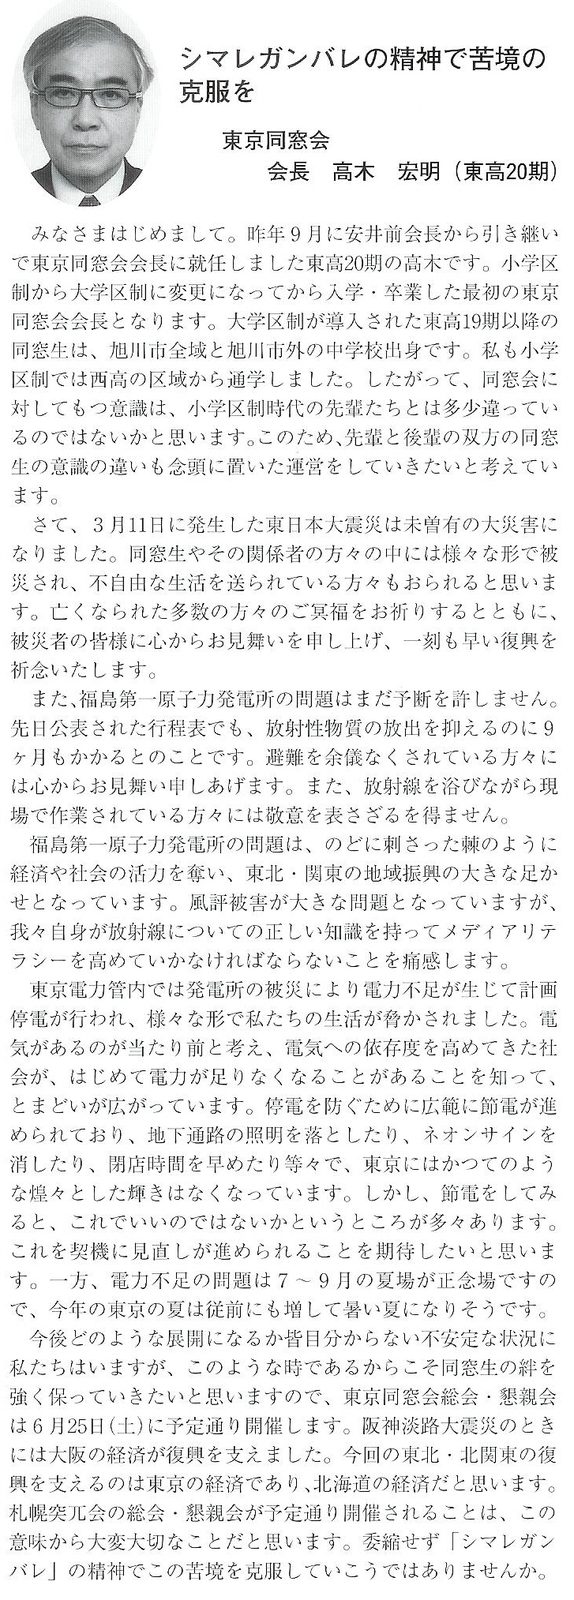 シマレガンバレの精神で苦境の
克服を
東京同窓会
会長　高木　宏明（東高20期）
みなさまはじめまして。昨年９月に安井前会長から引き継い
で東京同窓会会長に就任しました東高20期の高木です。小学区
制から大学区制に変更になってから入学・卒業した最初の東京
同窓会会長となります。大学区制が導入された東高19期以降の
同窓生は、旭川市全域と旭川市外の中学校出身です。私も小学
区制では西高の区域から通学しました。したがって、同窓会に
対してもつ意識は、小学区制時代の先輩たちとは多少違ってい
るのではないかと思います。このため、先輩と後輩の双方の同窓
生の意識の違いも念頭に置いた運営をしていきたいと考えてい
ます。
さて、３月11日に発生した東日本大震災は未曽有の大災害に
なりました。同窓生やその関係者の方々の中には様々な形で被
災され、不自由な生活を送られている方々もおられると思いま
す。亡くなられた多数の方々のご冥福をお祈りするとともに、
被災者の皆様に心からお見舞いを申し上げ、一刻も早い復興を
祈念いたします。
また、福島第一原子力発電所の問題はまだ予断を許しません。
先日公表された行程表でも、放射性物質の放出を抑えるのに９
ヶ月もかかるとのことです。避難を余儀なくされている方々に
は心からお見舞い申しあげます。また、放射線を浴びながら現
場で作業されている方々には敬意を表さざるを得ません。
福島第一原子力発電所の問題は、のどに刺さった棘のように
経済や社会の活力を奪い、東北・関東の地域振興の大きな足か
せとなっています。風評被害が大きな問題となっていますが、
我々自身が放射線についての正しい知識を持ってメディアリテ
ラシーを高めていかなければならないことを痛感します。
東京電力管内では発電所の被災により電力不足が生じて計画
停電が行われ、様々な形で私たちの生活が脅かされました。電
気があるのが当たり前と考え、電気への依存度を高めてきた社
会が、はじめて電力が足りなくなることがあることを知って、
とまどいが広がっています。停電を防ぐために広範に節電が進
められており、地下通路の照明を落としたり、ネオンサインを
消したり、閉店時間を早めたり等々で、東京にはかつてのよう
な煌々とした輝きはなくなっています。しかし、節電をしてみ
ると、これでいいのではないかというところが多々あります。
これを契機に見直しが進められることを期待したいと思いま
す。一方、電力不足の問題は７～９月の夏場が正念場ですの
で、今年の東京の夏は従前にも増して暑い夏になりそうです。
今後どのような展開になるか皆目分からない不安定な状況に
私たちはいますが、このような時であるからこそ同窓生の絆を
強く保っていきたいと思いますので、東京同窓会総会・懇親会
は６月25日(土)に予定通り開催します。阪神淡路大震災のとき
には大阪の経済が復興を支えました。今回の東北・北関東の復
興を支えるのは東京の経済であり、北海道の経済だと思います。
札幌突兀会の総会・懇親会が予定通り開催されることは、この
意味から大変大切なことだと思います。委縮せず「シマレガン
バレ」の精神でこの苦境を克服していこうではありませんか。